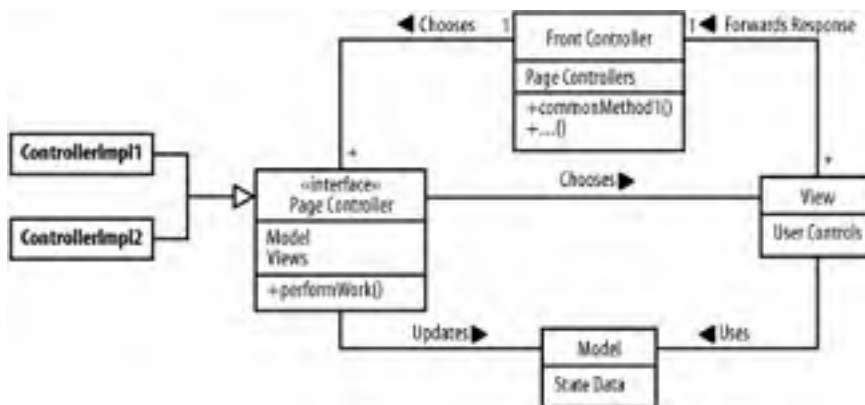 Chooses
1
Front Controller
1
Forwards Response
Page Controllers
+commonMethod1()
+...()
ControllerImpl1
ControllerImpl2
*
«interface»
Page Controller
Model
Views
+performWork()
Chooses
*
View
User Controls
Updates
Model
State Data
Uses